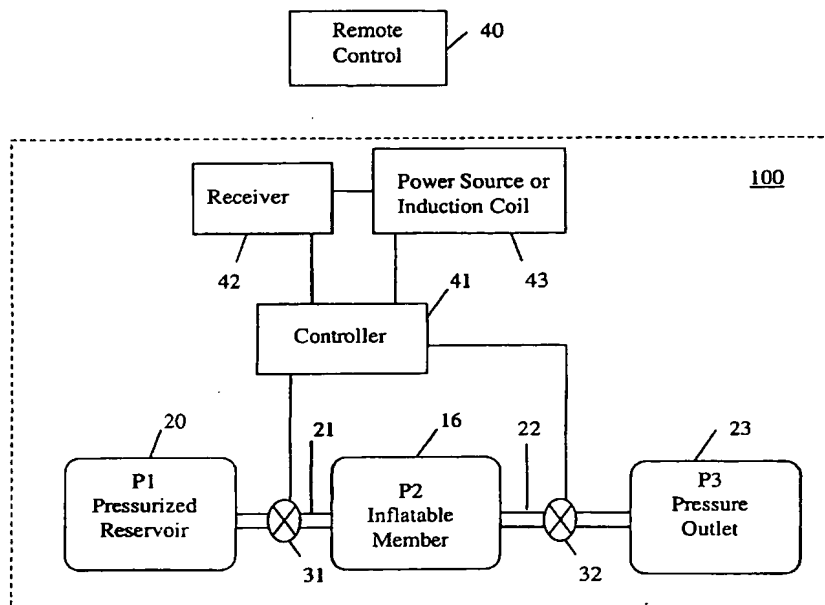 Remote
Control
40
100
Receiver
Power Source or
Induction Coil
42
41
43
Controller
20
21
16
22
23
P1
Pressurized
Reservoir
P2
Inflatable
Member
P3
Pressure
Outlet
31
32